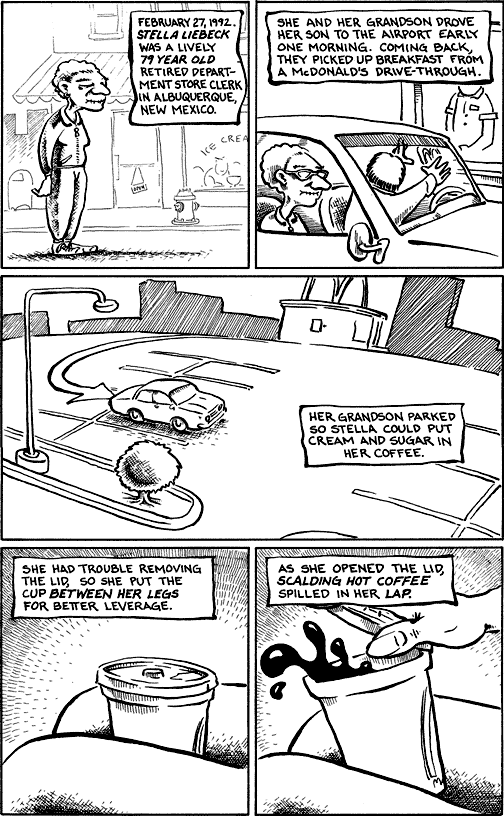 FEBRUARY 27, 1992.
STELLA LIEBECK
WAS A LIVELY
79 YEAR OLD
RETIRED DEPART-
MENT STORE CLERK
IN ALBUQUERQUE,
NEW MEXICO.
ICE CREA
OPEN
SHE AND HER GRANDSON DROVE
HER SON TO THE AIRPORT EARLY
ONE MORNING. COMING BACK,
THEY PICKED UP BREAKFAST FROM
A McDONALD'S DRIVE-THROUGH.
HER GRANDSON PARKED
SO STELLA COULD PUT
CREAM AND SUGAR IN
HER COFFEE.
SHE HAD TROUBLE REMOVING
THE LID, SO SHE PUT THE
CUP BETWEEN HER LEGS
FOR BETTER LEVERAGE.
AS SHE OPENED THE LID,
SCALDING HOT COFFEE
SPILLED IN HER LAP.
M